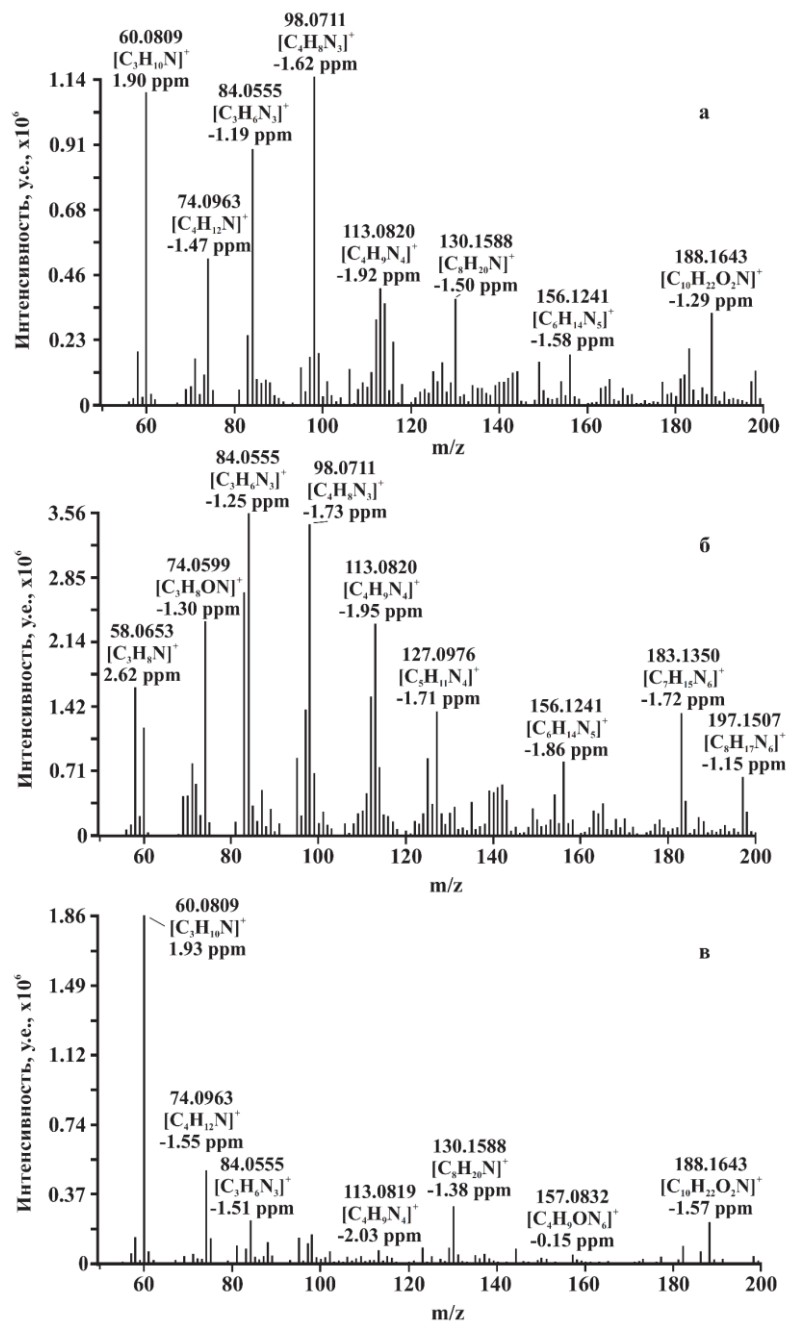 98.0711
[C₄H₈N₃]⁺
-1.62 ppm
60.0809
[C₃H₁₀N]⁺
1.90 ppm
84.0555
[C₃H₆N₃]⁺
-1.19 ppm
а
74.0963
[C₄H₁₂N]⁺
-1.47 ppm
113.0820
[C₄H₉N₄]⁺
-1.92 ppm
130.1588
[C₈H₂₀N]⁺
-1.50 ppm
156.1241
[C₆H₁₄N₅]⁺
-1.58 ppm
188.1643
[C₁₀H₂₂O₂N]⁺
-1.29 ppm
Интенсивность, у.е., х10⁶
1.14
0.91
0.68
0.46
0.23
0
60 80 100 120 140 160 180 200
m/z
84.0555
[C₃H₆N₃]⁺
-1.25 ppm
98.0711
[C₄H₈N₃]⁺
-1.73 ppm
б
74.0599
[C₃H₈ON]⁺
-1.30 ppm
113.0820
[C₄H₉N₄]⁺
-1.95 ppm
58.0653
[C₃H₈N]⁺
2.62 ppm
127.0976
[C₅H₁₁N₄]⁺
-1.71 ppm
156.1241
[C₆H₁₄N₅]⁺
-1.86 ppm
183.1350
[C₇H₁₅N₆]⁺
-1.72 ppm
197.1507
[C₈H₁₇N₆]⁺
-1.15 ppm
Интенсивность, у.е., х10⁶
3.56
2.85
2.14
1.42
0.71
0
60 80 100 120 140 160 180 200
m/z
60.0809
[C₃H₁₀N]⁺
1.93 ppm
в
74.0963
[C₄H₁₂N]⁺
-1.55 ppm
84.0555
[C₃H₆N₃]⁺
-1.51 ppm
113.0819
[C₄H₉N₄]⁺
-2.03 ppm
130.1588
[C₈H₂₀N]⁺
-1.38 ppm
157.0832
[C₄H₉ON₆]⁺
-0.15 ppm
188.1643
[C₁₀H₂₂O₂N]⁺
-1.57 ppm
Интенсивность, у.е., х10⁶
1.86
1.49
1.12
0.74
0.37
0
60 80 100 120 140 160 180 200
m/z